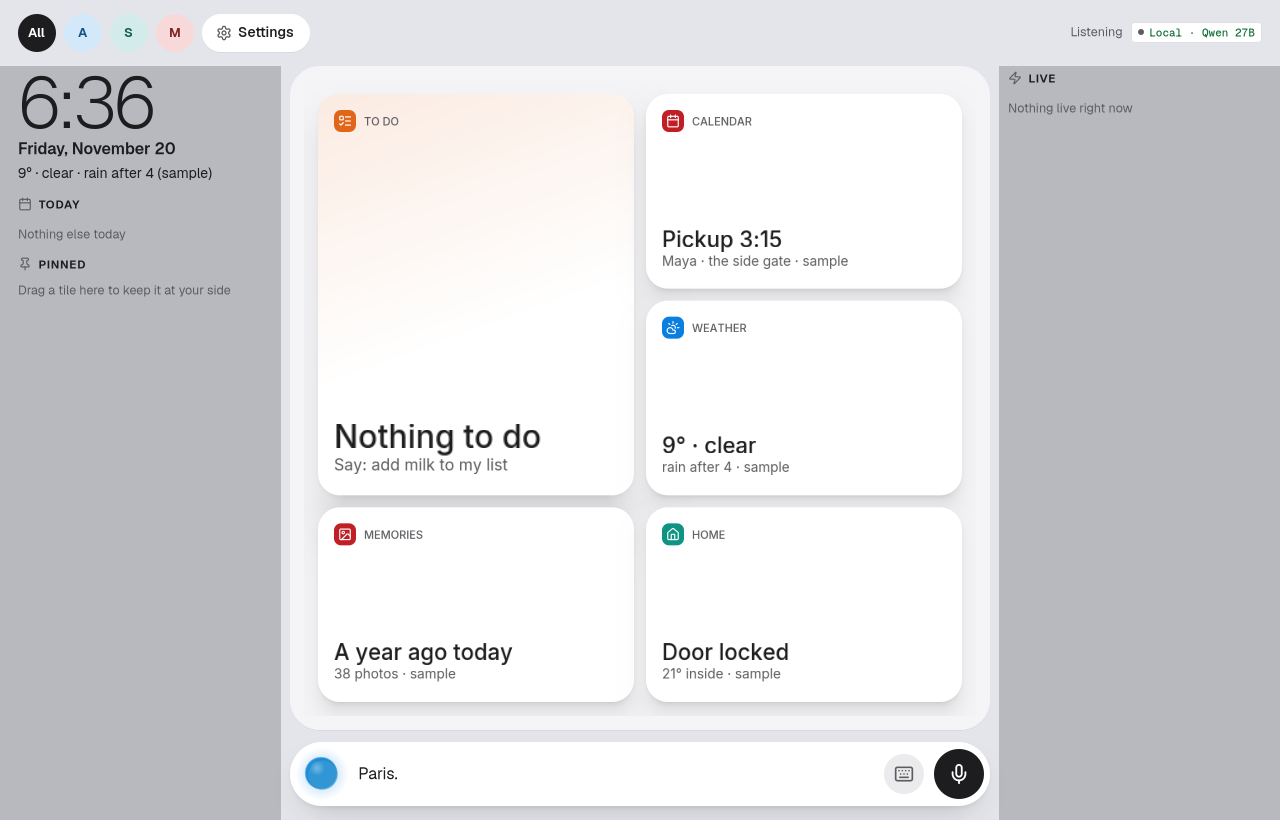 All
A
S
M
Settings
Listening
Local · Qwen 27B
6:36
Friday, November 20
9° · clear · rain after 4 (sample)
TODAY
Nothing else today
PINNED
Drag a tile here to keep it at your side
TO DO
Nothing to do
Say: add milk to my list
CALENDAR
Pickup 3:15
Maya · the side gate · sample
WEATHER
9° · clear
rain after 4 · sample
MEMORIES
A year ago today
38 photos · sample
HOME
Door locked
21° inside · sample
LIVE
Nothing live right now
Paris.